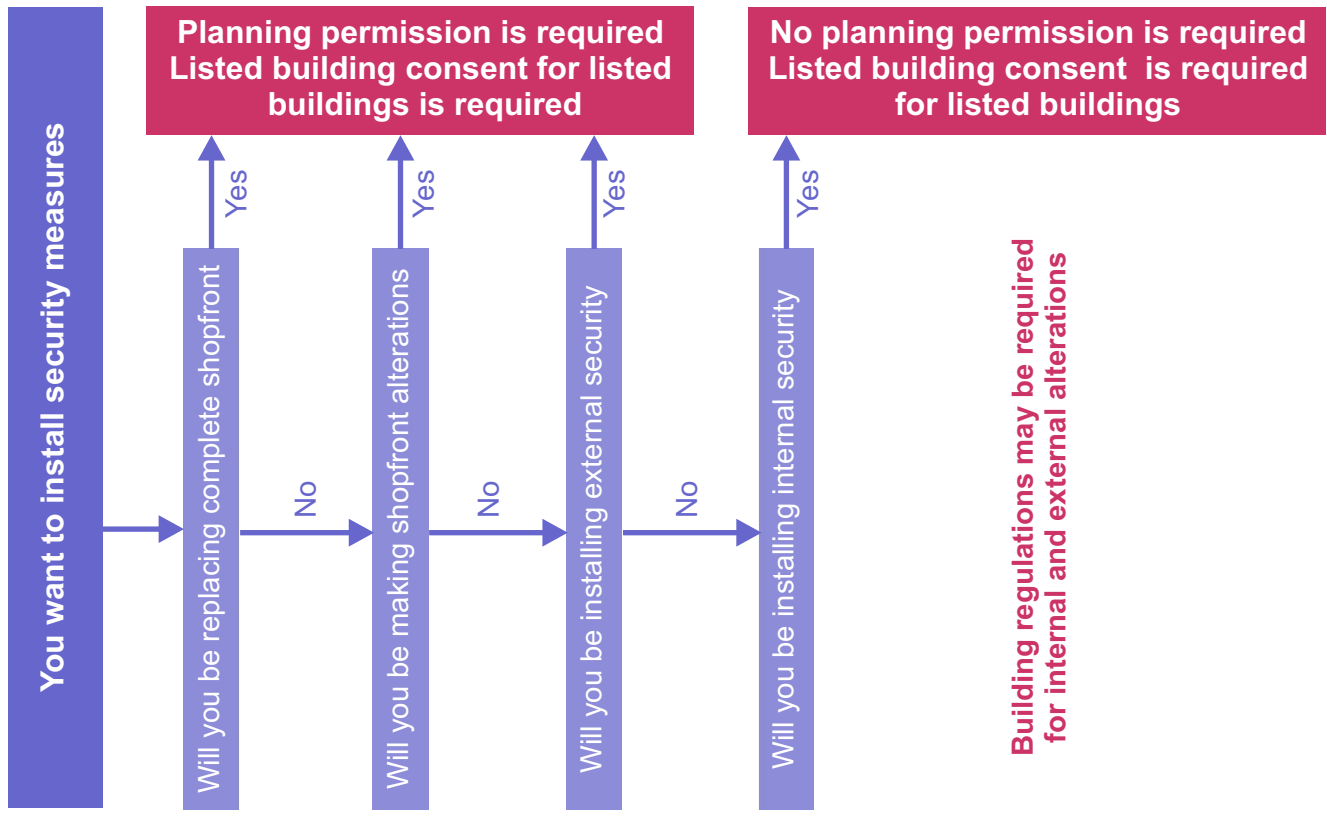 You want to install security measures
Planning permission is required
Listed building consent for listed
buildings is required
No planning permission is required
Listed building consent is required
for listed buildings
Yes
Yes
Yes
Yes
Will you be replacing complete shopfront
No
Will you be making shopfront alterations
No
Will you be installing external security
No
Will you be installing internal security
Building regulations may be required
for internal and external alterations